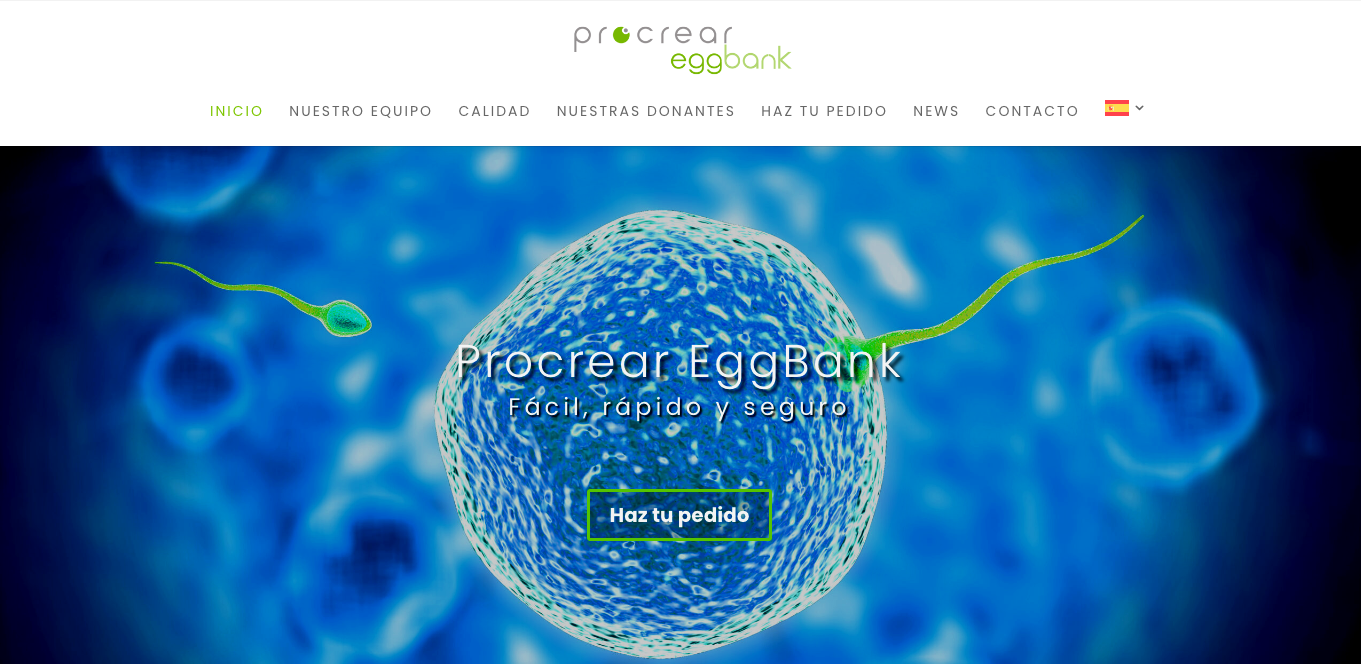 procrear
eggbank
INICIO NUESTRO EQUIPO CALIDAD NUESTRAS DONANTES HAZ TU PEDIDO NEWS CONTACTO
Procrear EggBank
Fácil, rápido y seguro
Haz tu pedido